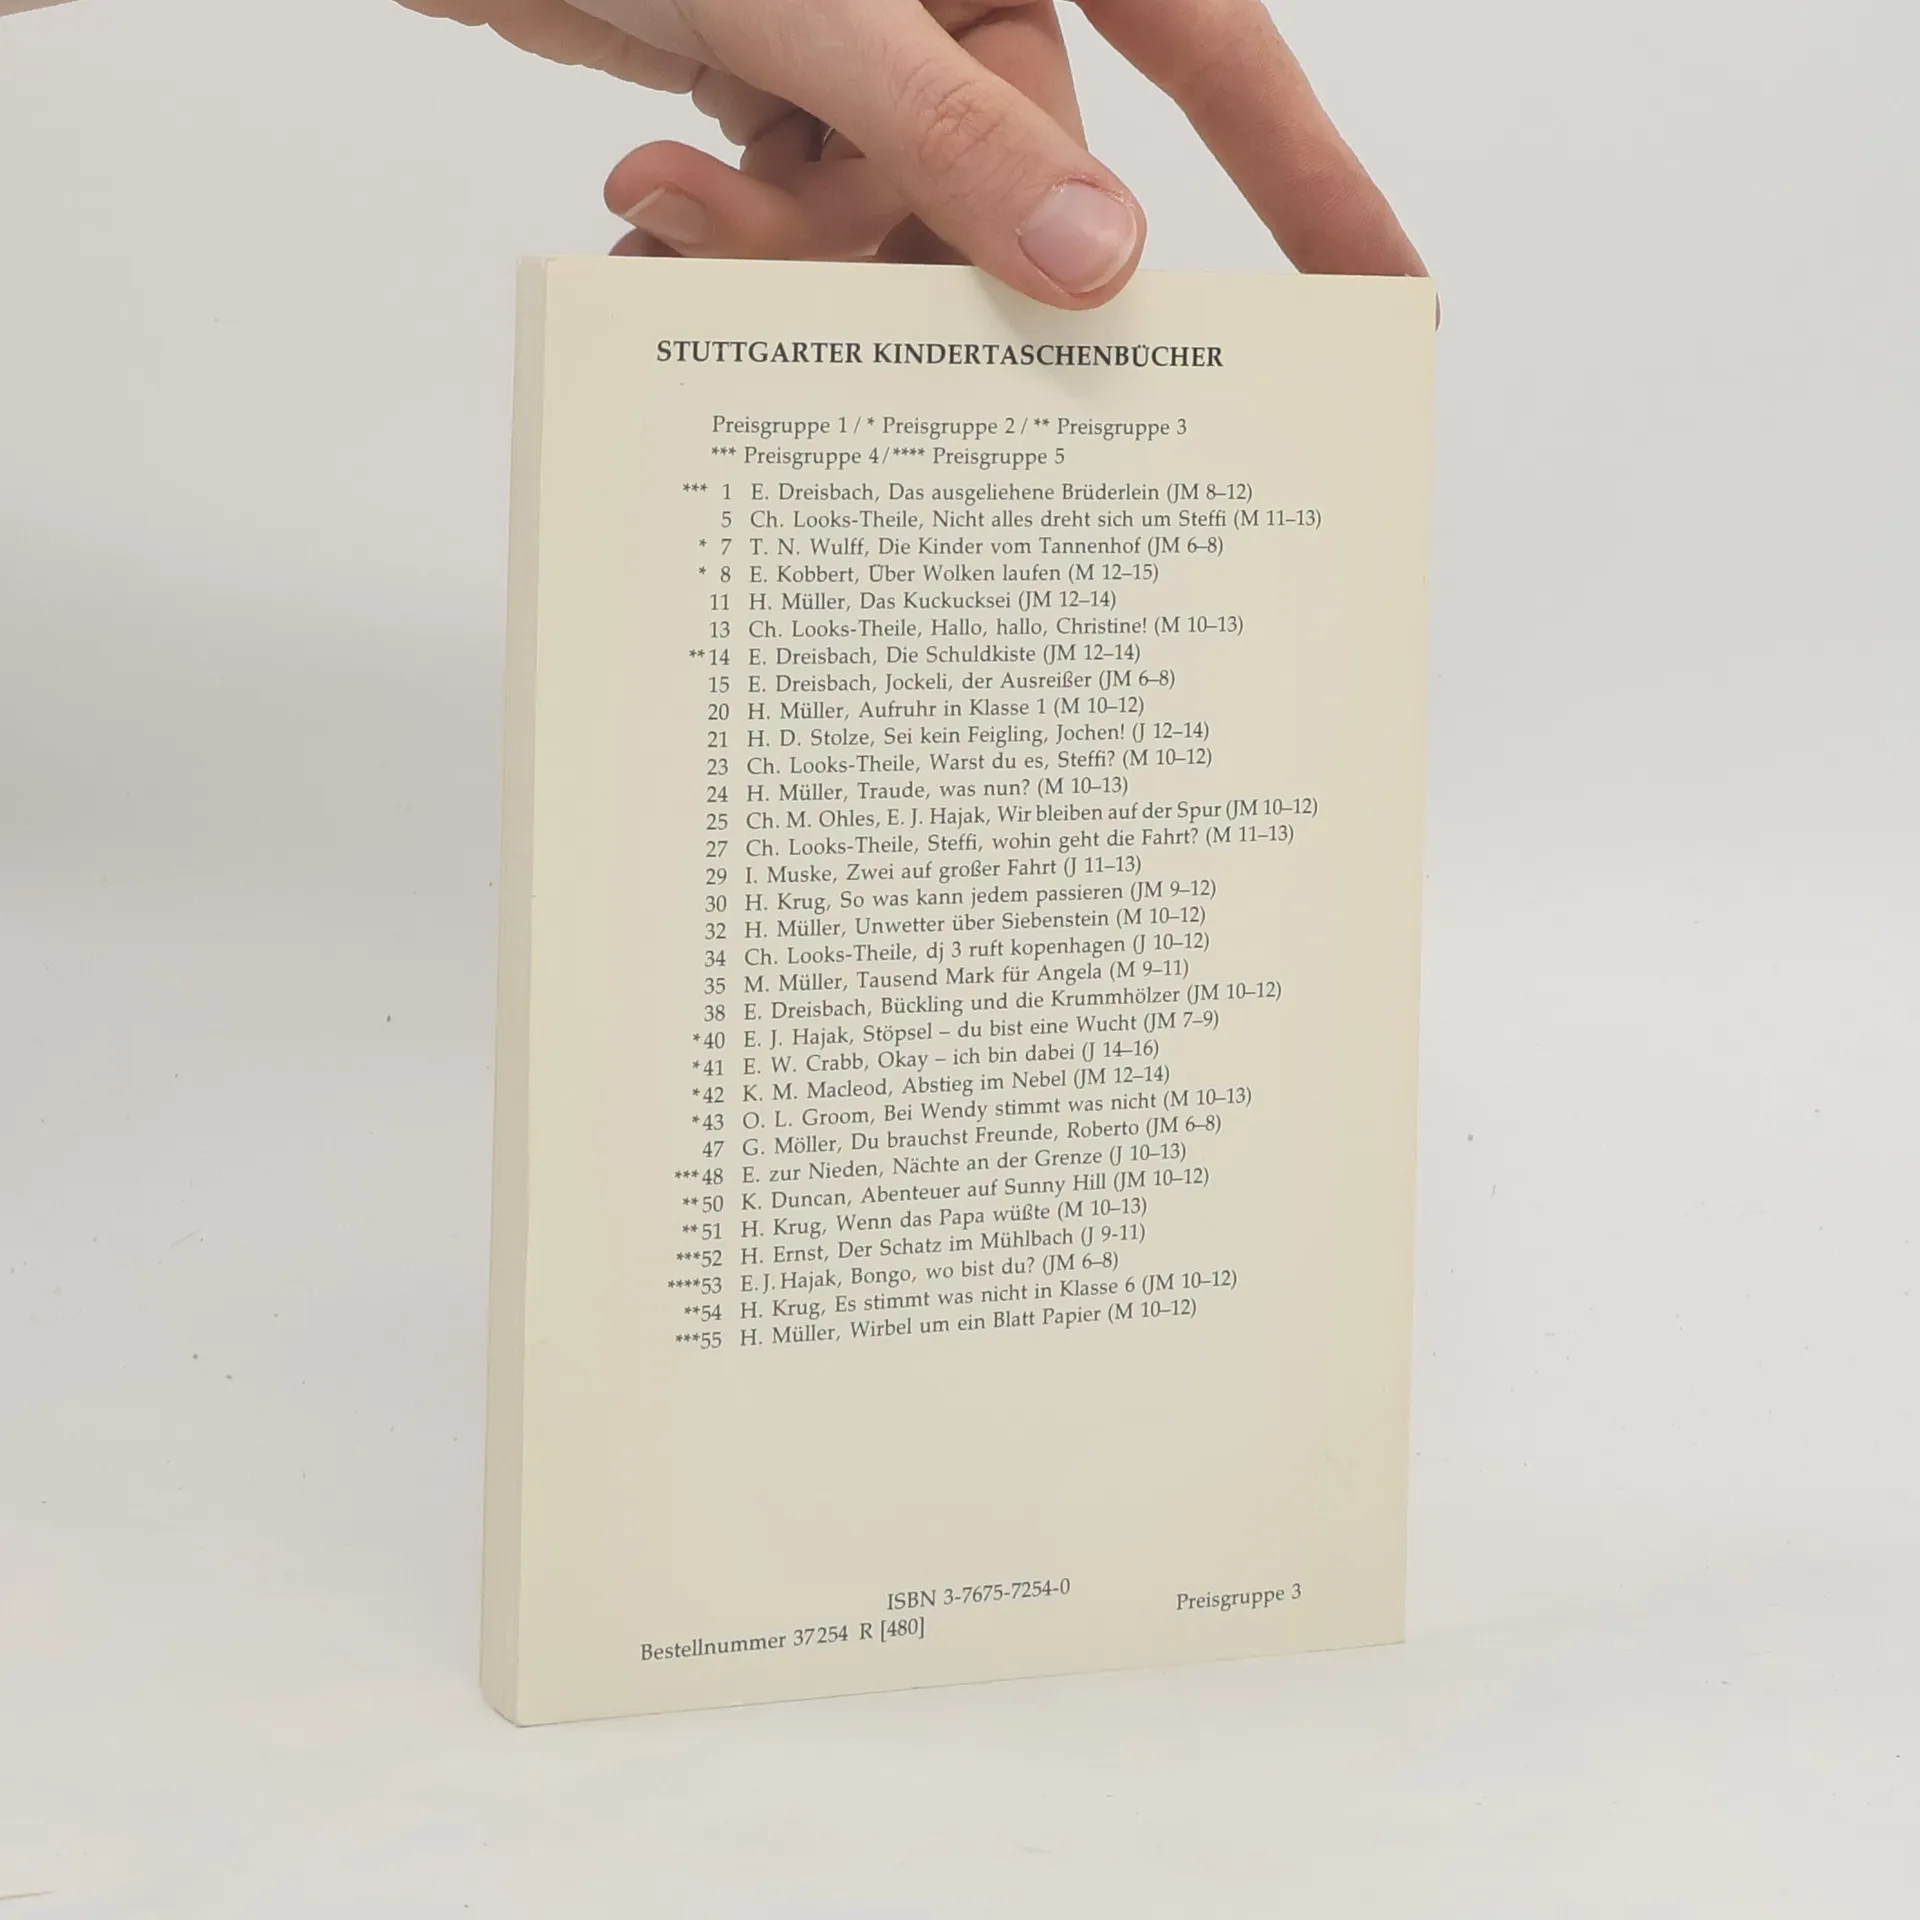 STUTTGARTER KINDERTASCHENBÜCHER
Preisgruppe 1 / * Preisgruppe 2 / ** Preisgruppe 3
*** Preisgruppe 4/**** Preisgruppe 5
*** 1 E. Dreisbach, Das ausgeliehene Brüderlein (JM 8–12)
5 Ch. Looks-Theile, Nicht alles dreht sich um Steffi (M 11–13)
* 7 T. N. Wulff, Die Kinder vom Tannenhof (JM 6–8)
* 8 E. Kobbert, Über Wolken laufen (M 12–15)
11 H. Müller, Das Kuckucksei (JM 12–14)
13 Ch. Looks-Theile, Hallo, hallo, Christine! (M 10–13)
**14 E. Dreisbach, Die Schuldkiste (JM 12–14)
15 E. Dreisbach, Jockeli, der Ausreißer (JM 6–8)
20 H. Müller, Aufruhr in Klasse 1 (M 10–12)
21 H. D. Stolze, Sei kein Feigling, Jochen! (J 12–14)
23 Ch. Looks-Theile, Warst du es, Steffi? (M 10–12)
24 H. Müller, Traude, was nun? (M 10–13)
25 Ch. M. Ohles, E. J. Hajak, Wir bleiben auf der Spur (JM 10–12)
27 Ch. Looks-Theile, Steffi, wohin geht die Fahrt? (M 11–13)
29 I. Muske, Zwei auf großer Fahrt (J 11–13)
30 H. Krug, So was kann jedem passieren (JM 9–12)
32 H. Müller, Unwetter über Siebenstein (M 10–12)
34 Ch. Looks-Theile, dj 3 ruft kopenhagen (J 10–12)
35 M. Müller, Tausend Mark für Angela (M 9–11)
38 E. Dreisbach, Bückling und die Krummhölzer (JM 10–12)
*40 E. J. Hajak, Stöpsel – du bist eine Wucht (JM 7–9)
*41 E. W. Crabb, Okay – ich bin dabei (J 14–16)
*42 K. M. Macleod, Abstieg im Nebel (JM 12–14)
*43 O. L. Groom, Bei Wendy stimmt was nicht (M 10–13)
47 G. Möller, Du brauchst Freunde, Roberto (JM 6–8)
***48 E. zur Nieden, Nächte an der Grenze (J 10–13)
**50 K. Duncan, Abenteuer auf Sunny Hill (JM 10–12)
**51 H. Krug, Wenn das Papa wüßte (M 10–13)
***52 H. Ernst, Der Schatz im Mühlbach (J 9-11)
****53 E. J. Hajak, Bongo, wo bist du? (JM 6–8)
**54 H. Krug, Es stimmt was nicht in Klasse 6 (JM 10–12)
***55 H. Müller, Wirbel um ein Blatt Papier (M 10–12)
ISBN 3-7675-7254-0
Preisgruppe 3
Bestellnummer 37254 R [480]